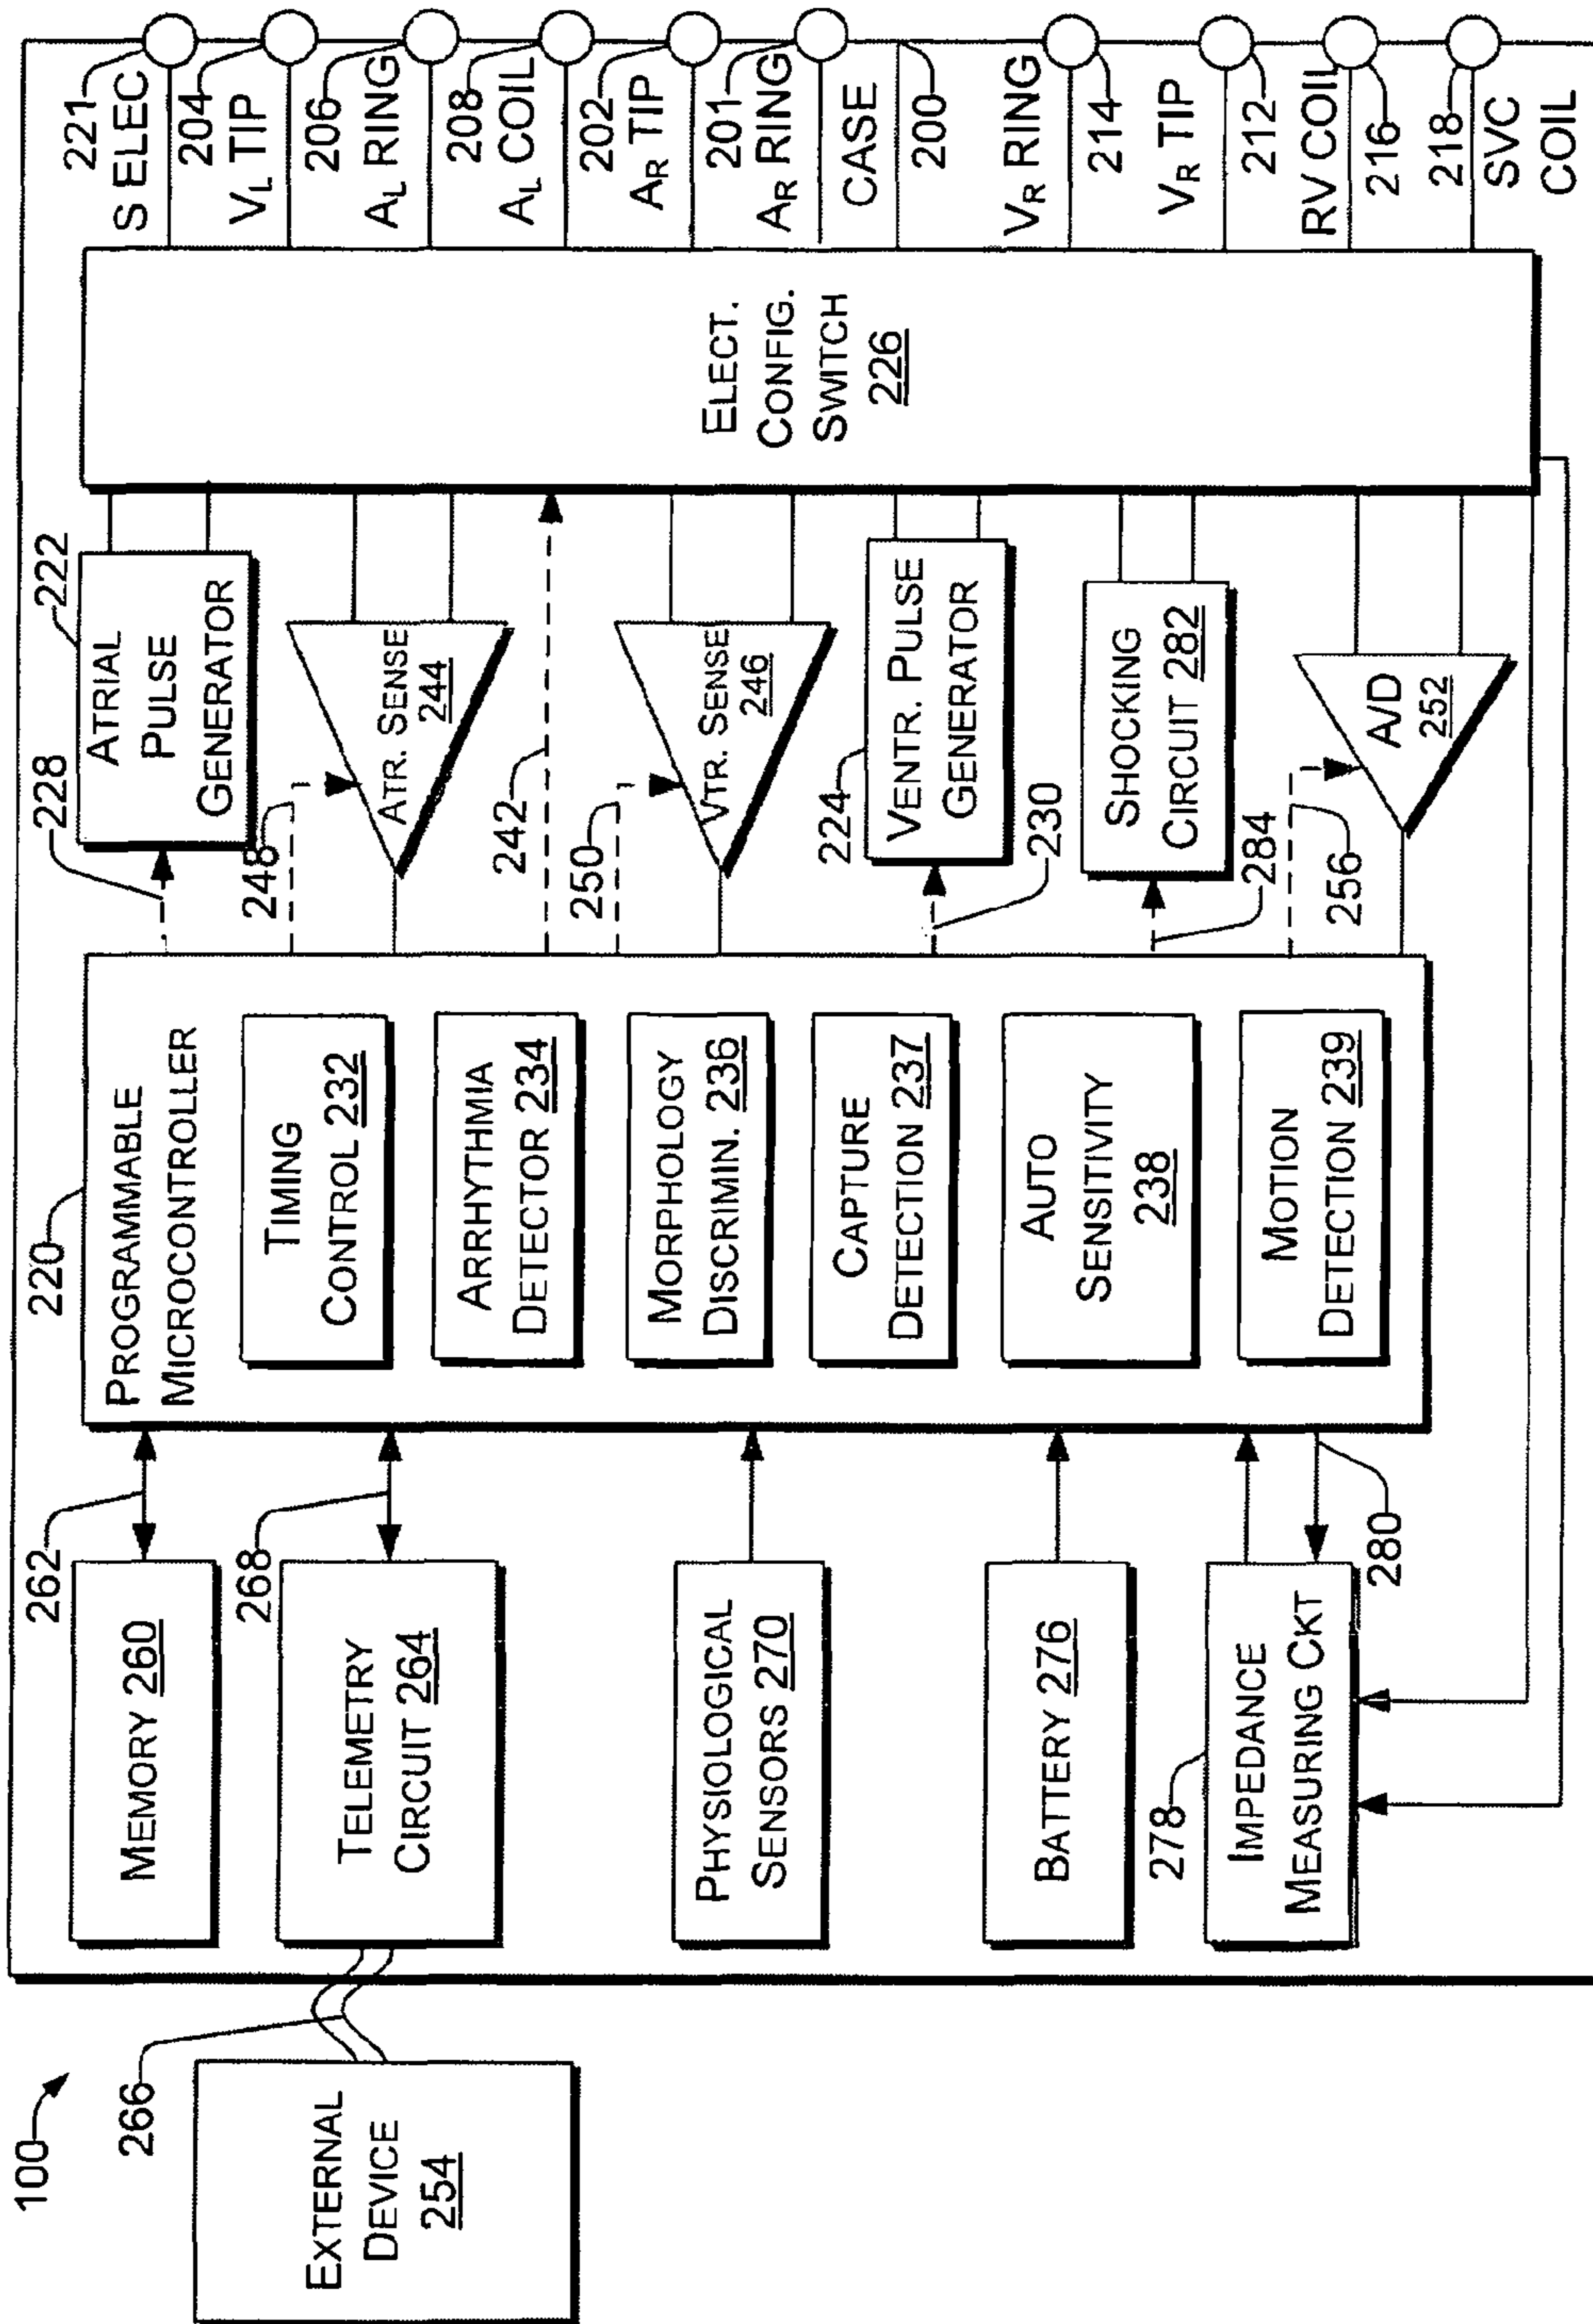 100
EXTERNAL
DEVICE
254
266
MEMORY 260
262
TELEMETRY
CIRCUIT 264
268
PHYSIOLOGICAL
SENSORS 270
BATTERY 276
278
IMPEDANCE
MEASURING CKT
280
220
PROGRAMMABLE
MICROCONTROLLER
TIMING
CONTROL 232
ARRHYTHMIA
DETECTOR 234
MORPHOLOGY
DISCRIMIN. 236
CAPTURE
DETECTION 237
AUTO
SENSITIVITY
238
MOTION
DETECTION 239
228
222
ATRIAL
PULSE
GENERATOR
248
ATR. SENSE
244
242
250
VTR. SENSE
246
224
VENTR. PULSE
GENERATOR
230
SHOCKING
CIRCUIT 282
284
256
A/D
252
ELECT.
CONFIG.
SWITCH
226
221
S ELEC
204
VL TIP
206
AL RING
208
AL COIL
202
AR TIP
201
AR RING
CASE
200
VR RING
214
VR TIP
212
RV COIL
216
218
SVC
COIL